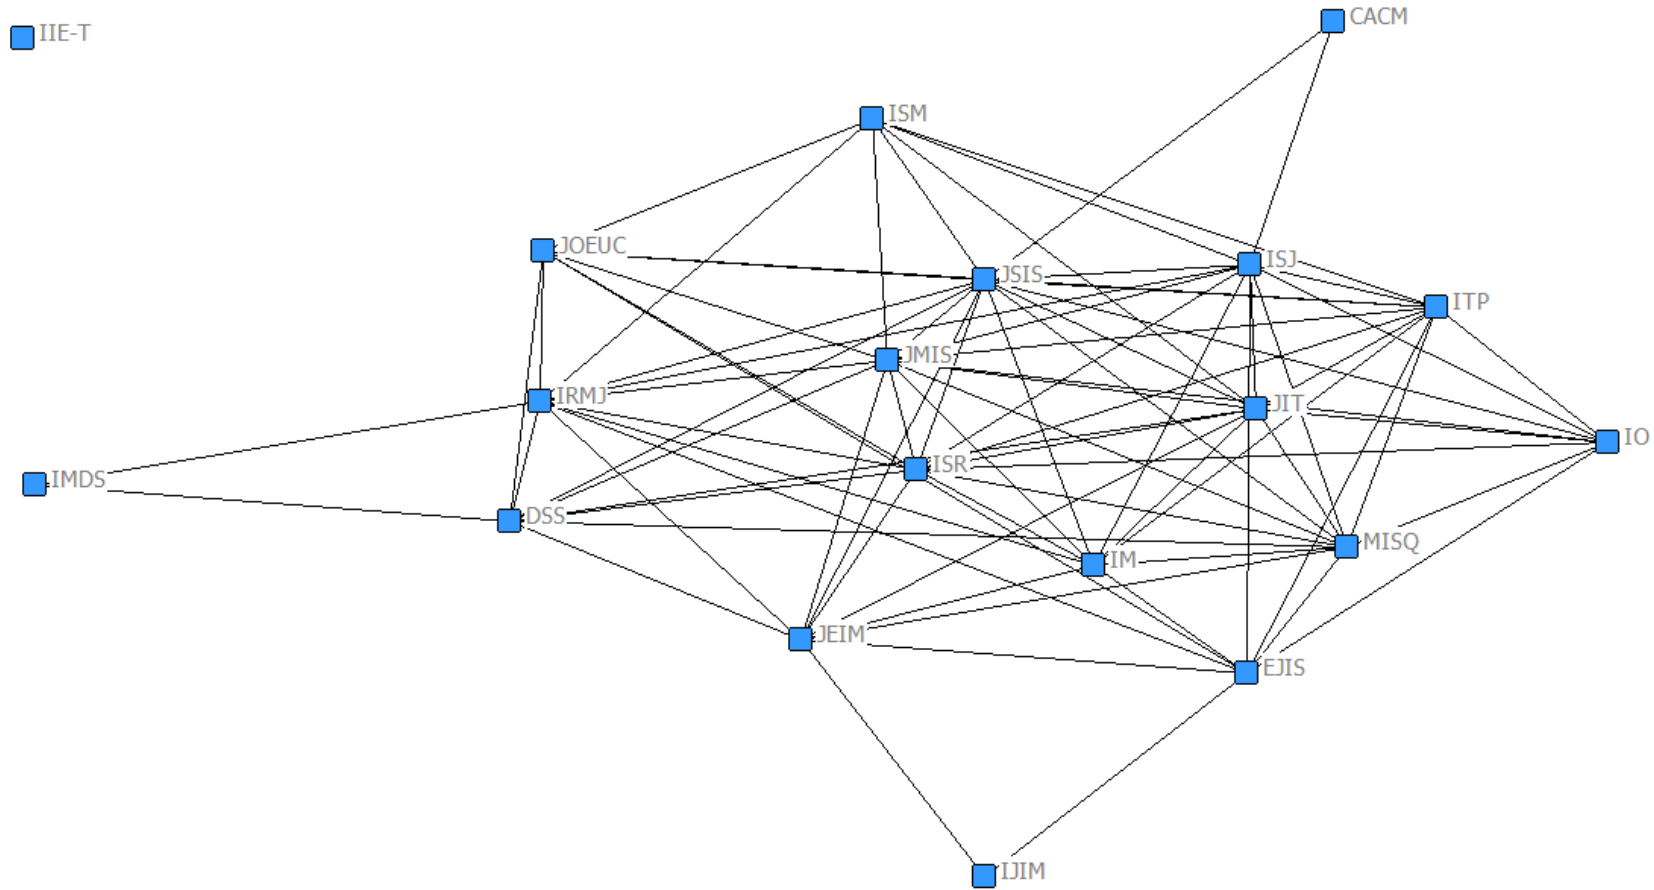 CACM
IIE-T
ISM
JOEUC
ISJ
JSIS
ITP
JMIS
IRMJ
JIT
IO
ISR
IMDS
DSS
MISQ
IM
JEIM
EJIS
IJIM